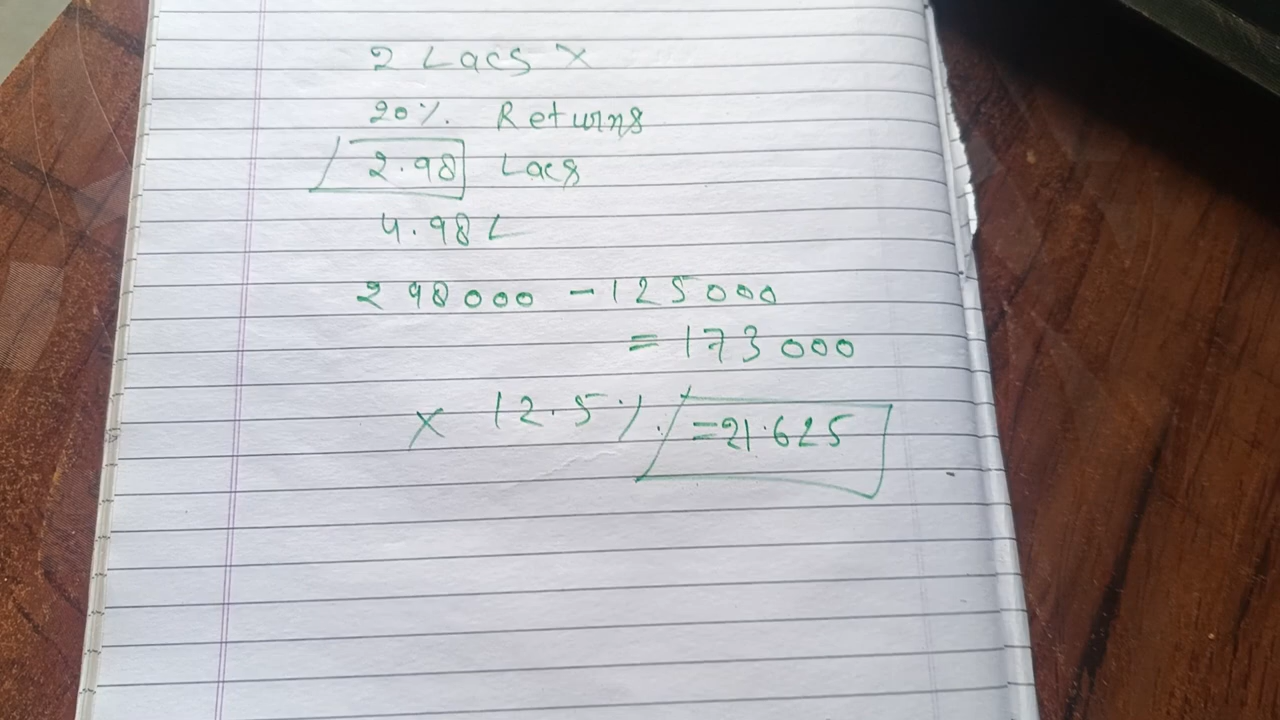 2 Lacs X
20%. Returns
2.98 Lacs
4.98 L
298000 - 125000
= 173000
x 12.5%. = 21.625